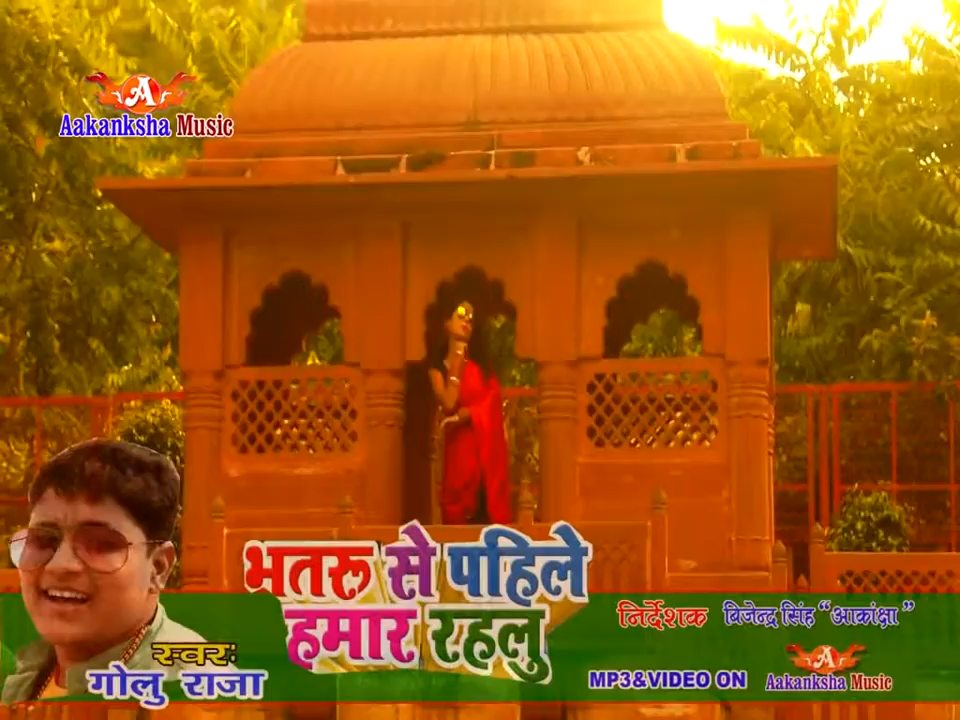 A
Aakanksha Music
भतरू से पहिले
हमार रहलु
स्वरः
गोलु राजा
निर्देशक बिजेन्द्र सिंह “आकांक्षा”
MP3&VIDEO ON
A
Aakanksha Music